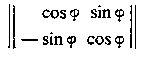 ‖ cos φ sin φ ‖
‖ — sin φ cos φ ‖